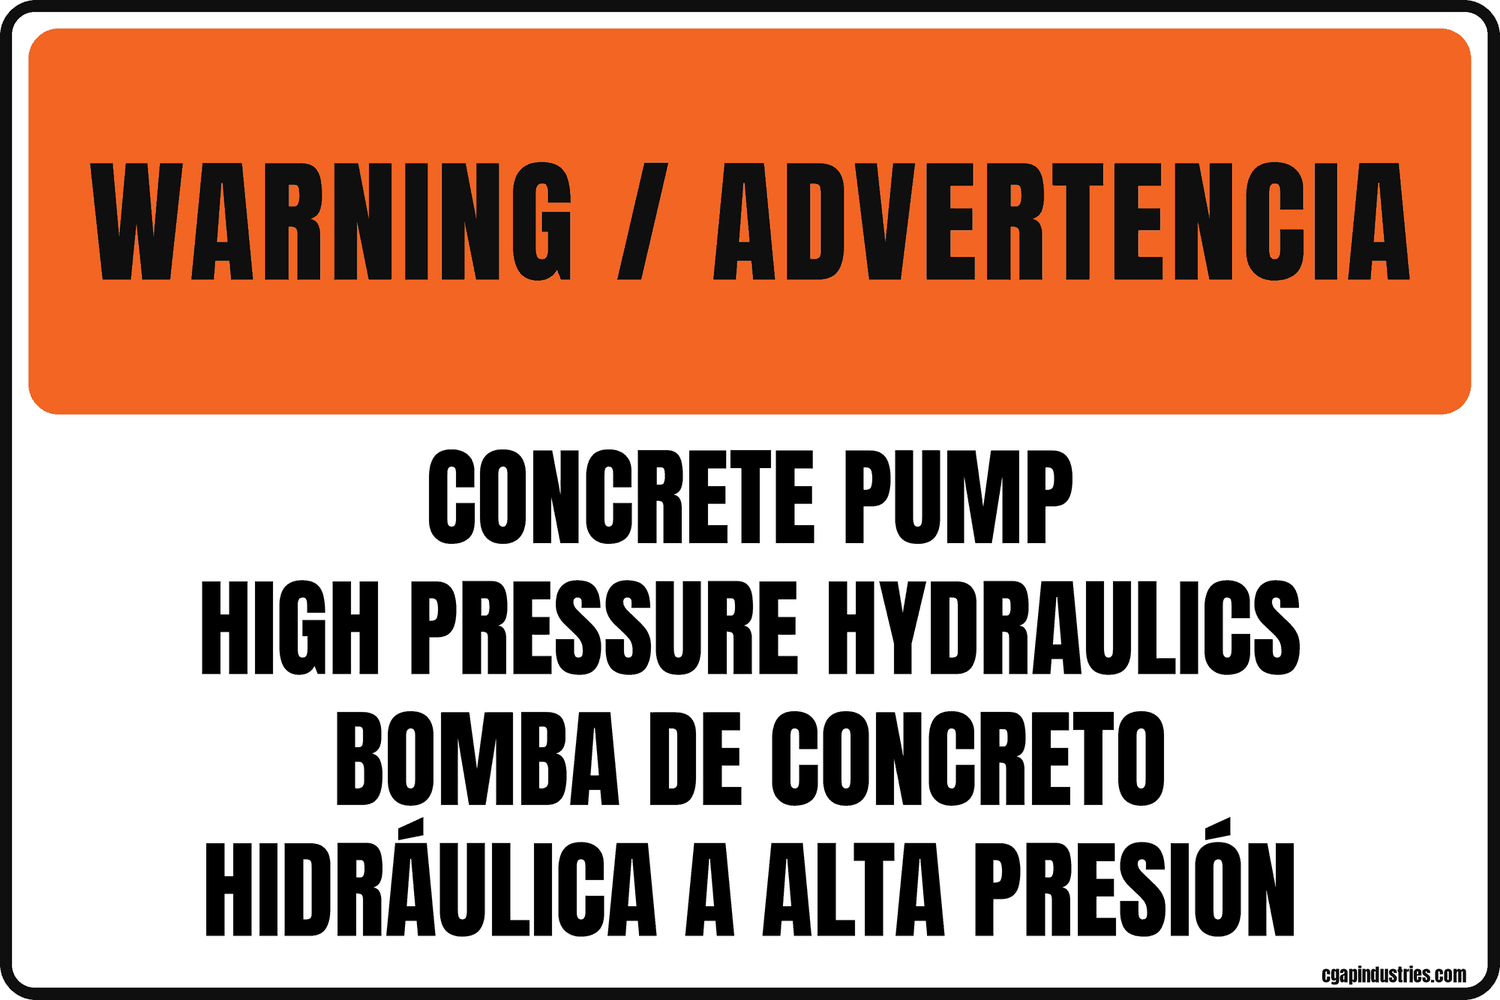 WARNING / ADVERTENCIA
CONCRETE PUMP
HIGH PRESSURE HYDRAULICS
BOMBA DE CONCRETO
HIDRÁULICA A ALTA PRESIÓN
cgapindustries.com